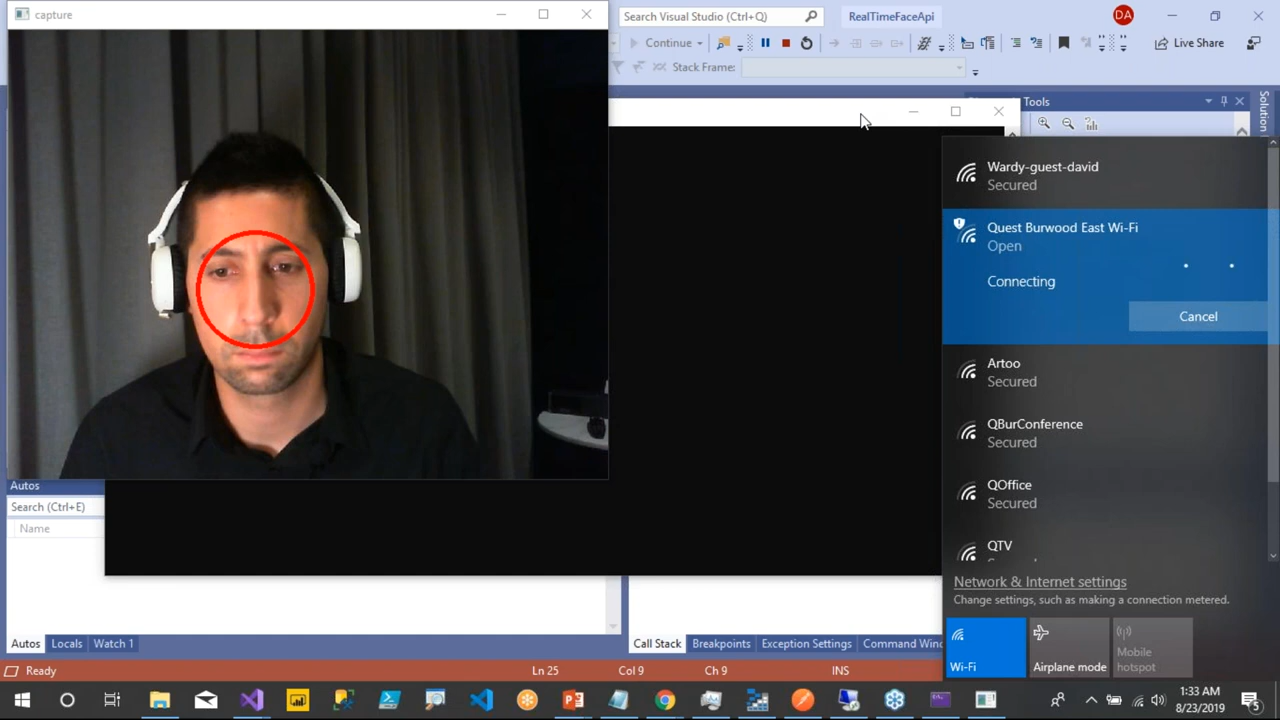 capture
Search Visual Studio (Ctrl+Q)
RealTimeFaceApi
DA
Continue
Live Share
Stack Frame:
Tools
Solution
Wardy-guest-david
Secured
Quest Burwood East Wi-Fi
Open
Connecting
Cancel
Artoo
Secured
QBurConference
Secured
QOffice
Secured
QTV
Network & Internet settings
Change settings, such as making a connection metered.
Wi-Fi
Airplane mode
Mobile
hotspot
Autos
Search (Ctrl+E)
Name
Autos
Locals
Watch 1
Call Stack
Breakpoints
Exception Settings
Command Wind
Ready
Ln 25
Col 9
Ch 9
INS
1:33 AM
8/23/2019
5